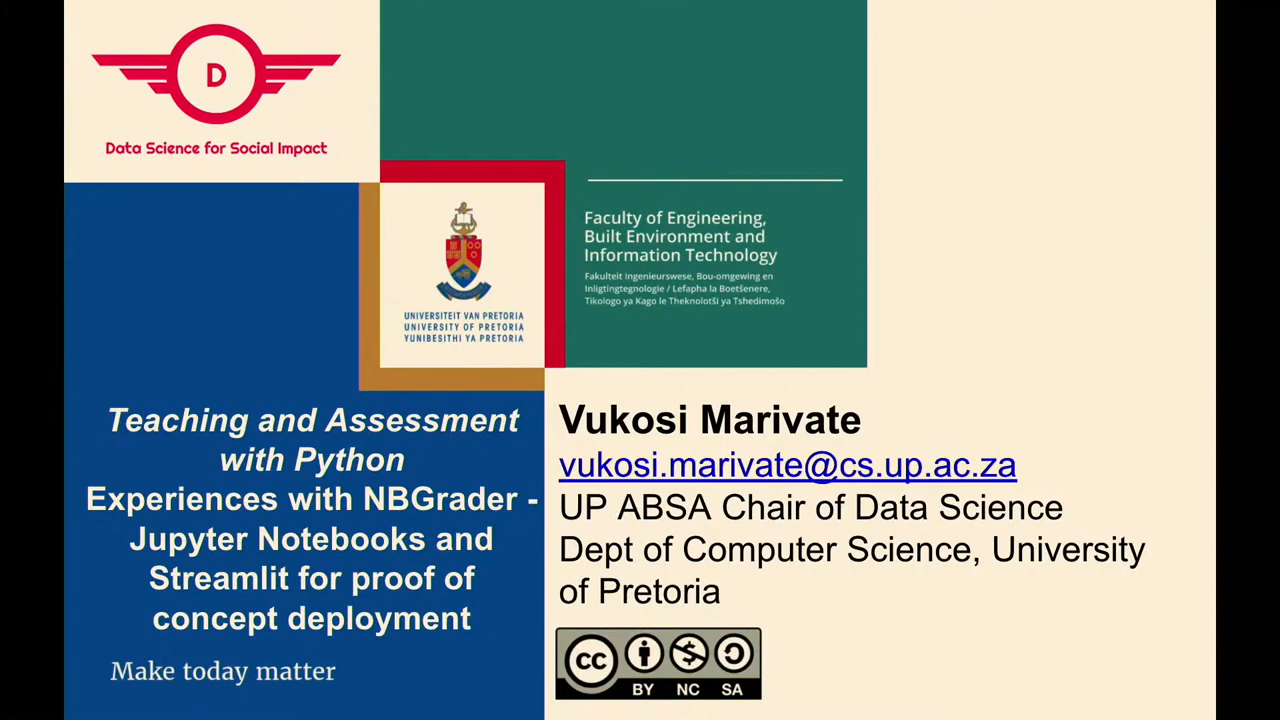 D
Data Science for Social Impact
Faculty of Engineering,
Built Environment and
Information Technology
Fakulteit Ingenieurswese, Bou-omgewing en
Inligtingtegnologie / Lefapha la Boetšenere,
Tikologo ya Kago le Theknolotši ya Tshedimošo
UNIVERSITEIT VAN PRETORIA
UNIVERSITY OF PRETORIA
YUNIBESITHI YA PRETORIA
Teaching and Assessment
with Python
Experiences with NBGrader -
Jupyter Notebooks and
Streamlit for proof of
concept deployment
Make today matter
Vukosi Marivate
vukosi.marivate@cs.up.ac.za
UP ABSA Chair of Data Science
Dept of Computer Science, University
of Pretoria
CC
BY NC SA